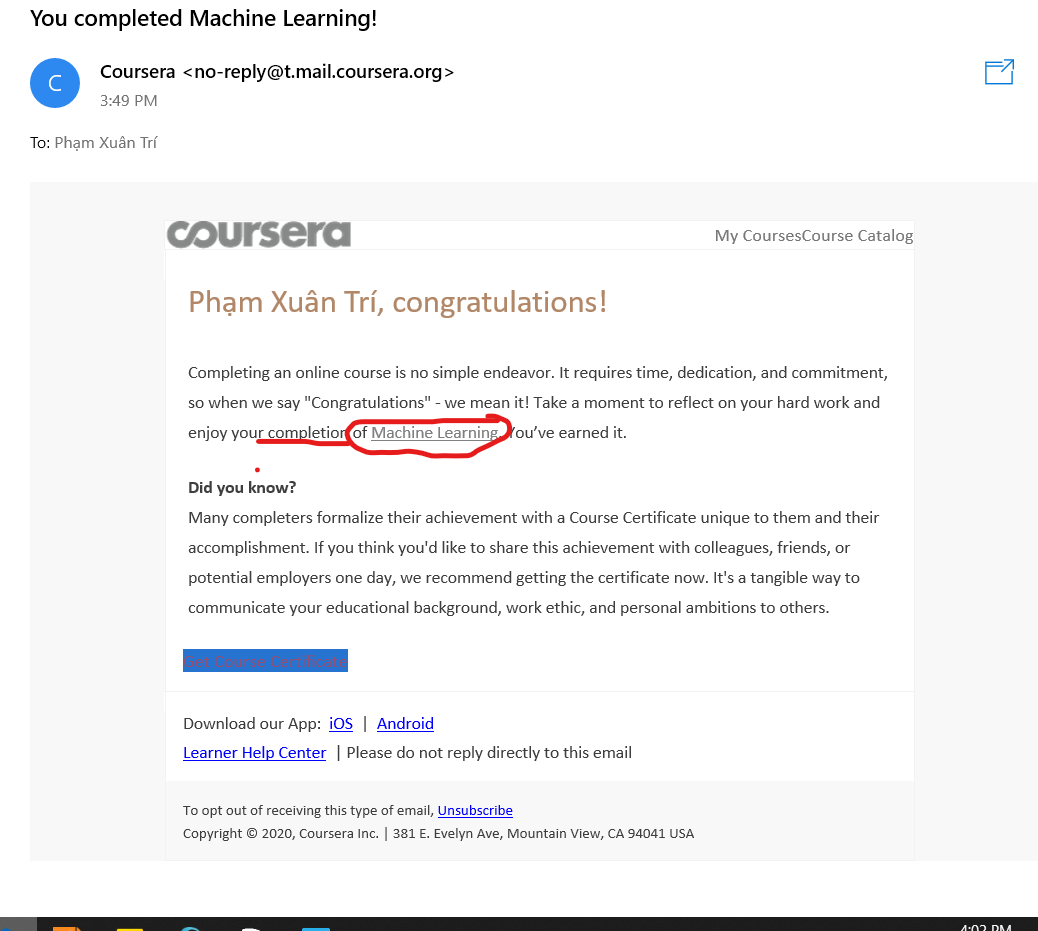 You completed Machine Learning!
C
Coursera <no-reply@t.mail.coursera.org>
3:49 PM
To: Phạm Xuân Trí
coursera
My CoursesCourse Catalog
Phạm Xuân Trí, congratulations!
Completing an online course is no simple endeavor. It requires time, dedication, and commitment,
so when we say "Congratulations" - we mean it! Take a moment to reflect on your hard work and
enjoy your completion of Machine Learning. You’ve earned it.
Did you know?
Many completers formalize their achievement with a Course Certificate unique to them and their
accomplishment. If you think you'd like to share this achievement with colleagues, friends, or
potential employers one day, we recommend getting the certificate now. It's a tangible way to
communicate your educational background, work ethic, and personal ambitions to others.
Get Course Certificate
Download our App: iOS | Android
Learner Help Center | Please do not reply directly to this email
To opt out of receiving this type of email, Unsubscribe
Copyright © 2020, Coursera Inc. | 381 E. Evelyn Ave, Mountain View, CA 94041 USA
4:02 PM